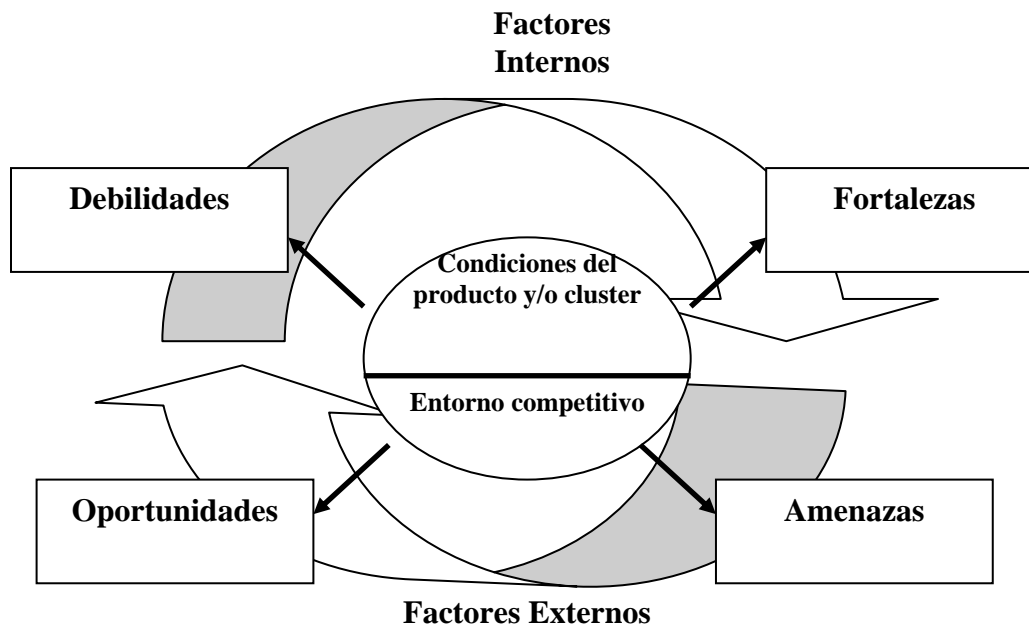 Factores
Internos
Debilidades
Fortalezas
Condiciones del
producto y/o cluster
Entorno competitivo
Oportunidades
Amenazas
Factores Externos